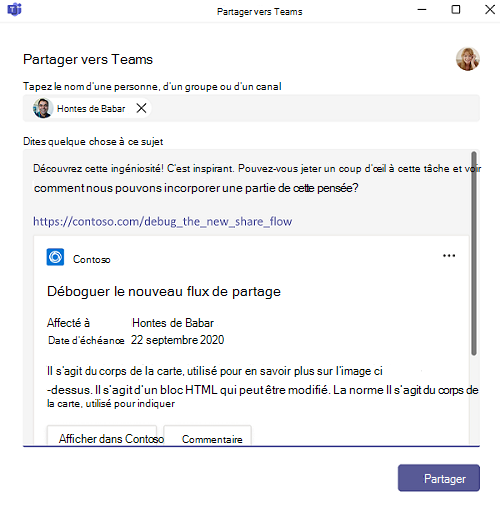 Partager vers Teams
Partager vers Teams
Tapez le nom d'une personne, d'un groupe ou d'un canal
Hontes de Babar
Dites quelque chose à ce sujet
Découvrez cette ingéniosité! C'est inspirant. Pouvez-vous jeter un coup d'œil à cette tâche et voir
comment nous pouvons incorporer une partie de cette pensée?
https://contoso.com/debug_the_new_share_flow
Contoso
Déboguer le nouveau flux de partage
Affecté à Hontes de Babar
Date d'échéance 22 septembre 2020
Il s'agit du corps de la carte, utilisé pour en savoir plus sur l'image ci
-dessus. Il s'agit d'un bloc HTML qui peut être modifié. La norme Il s'agit du corps de
la carte, utilisé pour indiquer
Afficher dans Contoso Commentaire
Partager